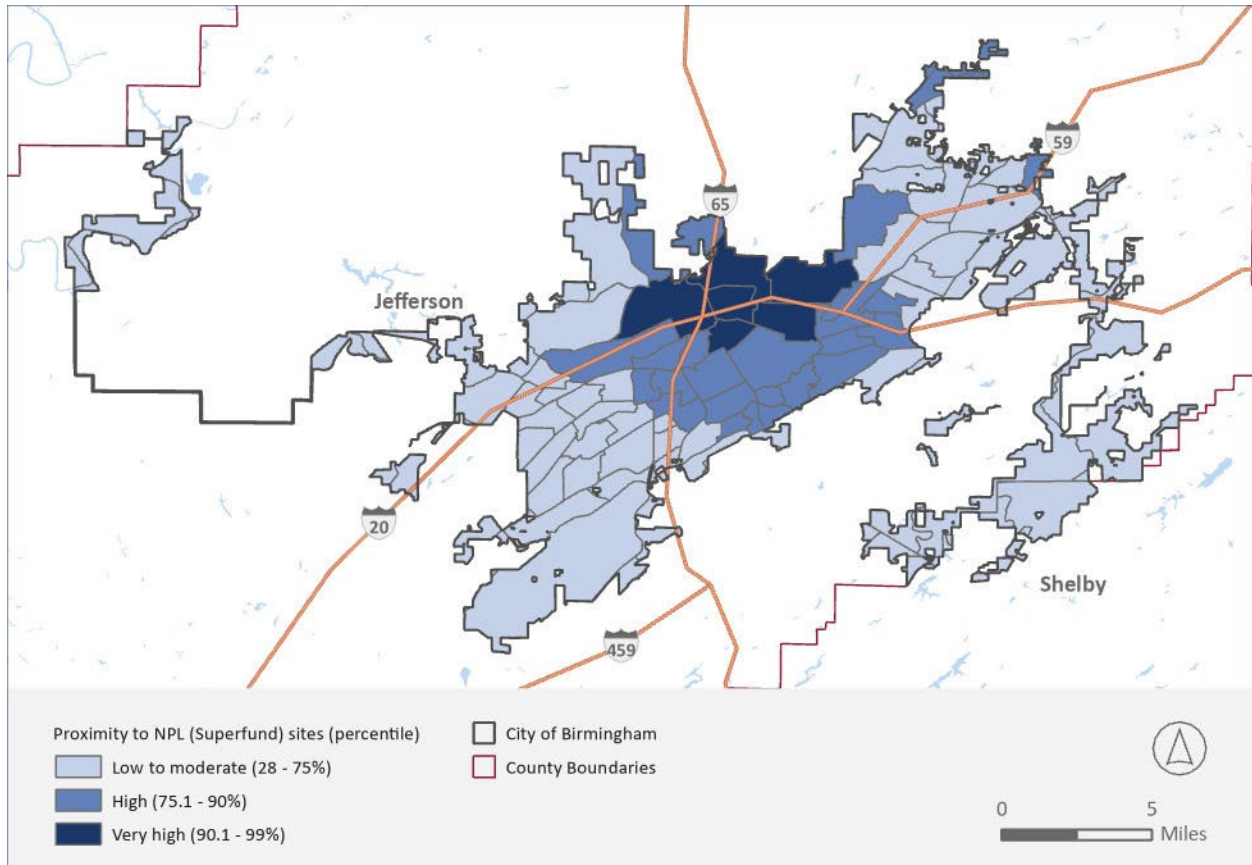 59
65
Jefferson
20
Shelby
459
Proximity to NPL (Superfund) sites (percentile)
Low to moderate (28 - 75%)
High (75.1 - 90%)
Very high (90.1 - 99%)
City of Birmingham
County Boundaries
0 5
Miles